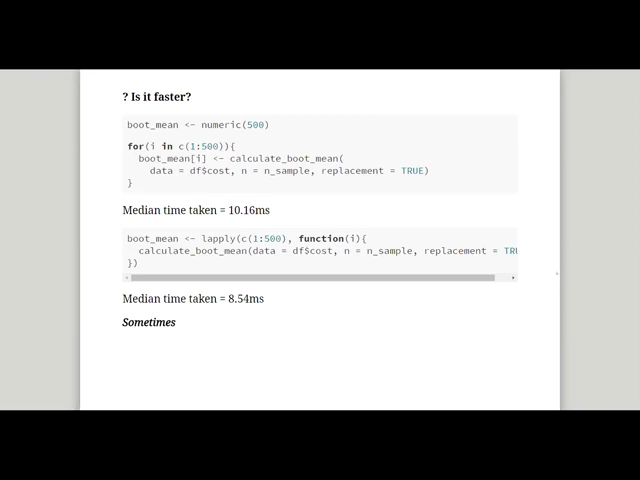 ? Is it faster?
boot_mean <- numeric(500)
for(i in c(1:500)){
boot_mean[i] <- calculate_boot_mean(
data = df$cost, n = n_sample, replacement = TRUE)
}
Median time taken = 10.16ms
boot_mean <- lapply(c(1:500), function(i){
calculate_boot_mean(data = df$cost, n = n_sample, replacement = TRU
})
Median time taken = 8.54ms
Sometimes